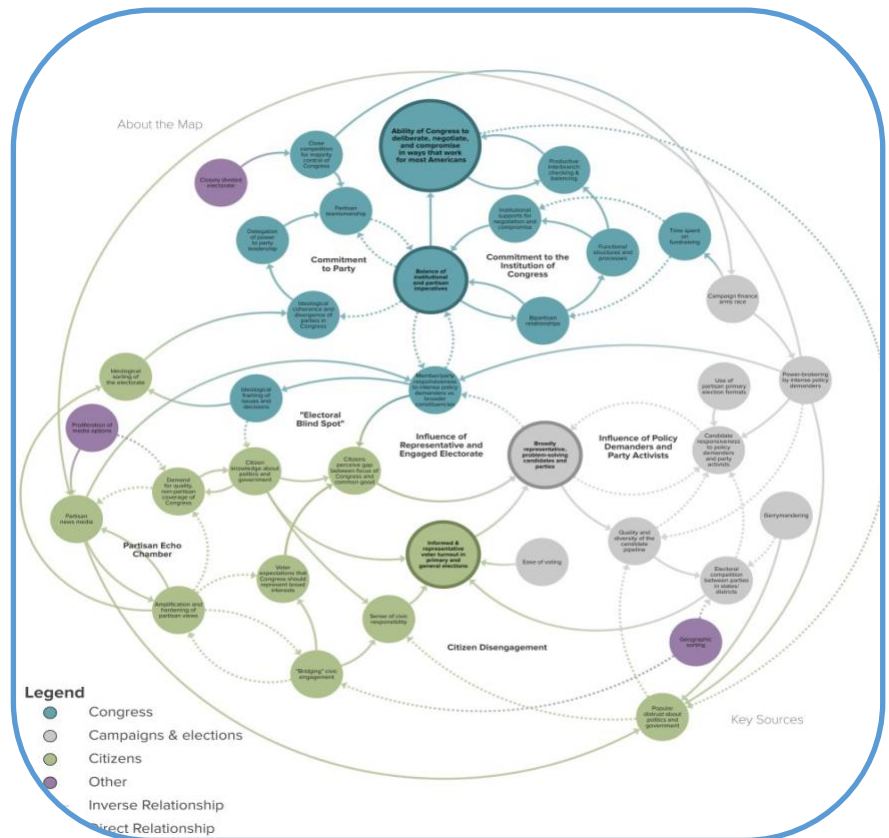 About the Map
Ability of Congress to
deliberate, negotiate,
and compromise
in ways that work
for most Americans
Close
competition
for majority
control of
Congress
Closely divided
electorate
Productive
interbranch
checking &
balancing
Partisan
teamsmanship
Institutional
supports for
negotiation and
compromise
Delegation
of power
to party
leadership
Time spent
on
fundraising
Functional
structures and
processes
Commitment
to Party
Commitment to the
Institution of
Congress
Balance of
institutional
and partisan
imperatives
Campaign finance
arms race
Ideological
coherence and
divergence of
parties in
Congress
Bipartisan
relationships
Ideological
sorting of
the electorate
Member/party
responsiveness
to intense policy
demanders vs.
broader
constituencies
Power-brokering
by intense policy
demanders
Use of
partisan primary
election formats
Ideological
framing of
issues and
decisions
"Electoral
Blind Spot"
Proliferation of
media options
Influence of
Representative and
Engaged Electorate
Broadly
representative,
problem-solving
candidates and
parties
Influence of Policy
Demanders and
Party Activists
Candidate
responsiveness
to policy
demanders
and party
activists
Citizen
knowledge about
politics and
government
Citizens
perceive gap
between focus of
Congress and
common good
Demand
for quality,
non-partisan
coverage of
Congress
Partisan
news media
Gerrymandering
Quality and
diversity of the
candidate
pipeline
Partisan Echo
Chamber
Informed &
representative
voter turnout in
primary and
general elections
Ease of voting
Voter
expectations that
Congress should
represent broad
interests
Electoral
competition
between parties
in states/
districts
Amplification and
hardening of
partisan views
Sense of civic
responsibility
Geographic
sorting
Citizen Disengagement
"Bridging" civic
engagement
Popular
distrust about
politics and
government
Key Sources
Legend
Congress
Campaigns & elections
Citizens
Other
Inverse Relationship
Direct Relationship